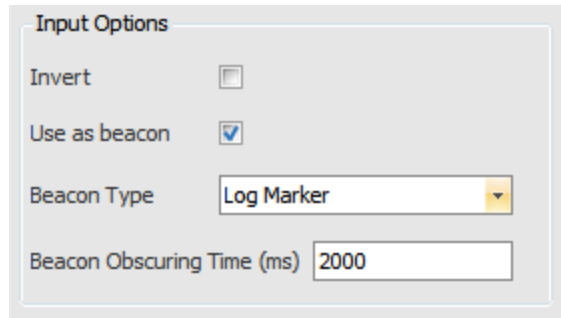 Input Options
Invert
Use as beacon
Beacon Type Log Marker
Beacon Obscuring Time (ms) 2000